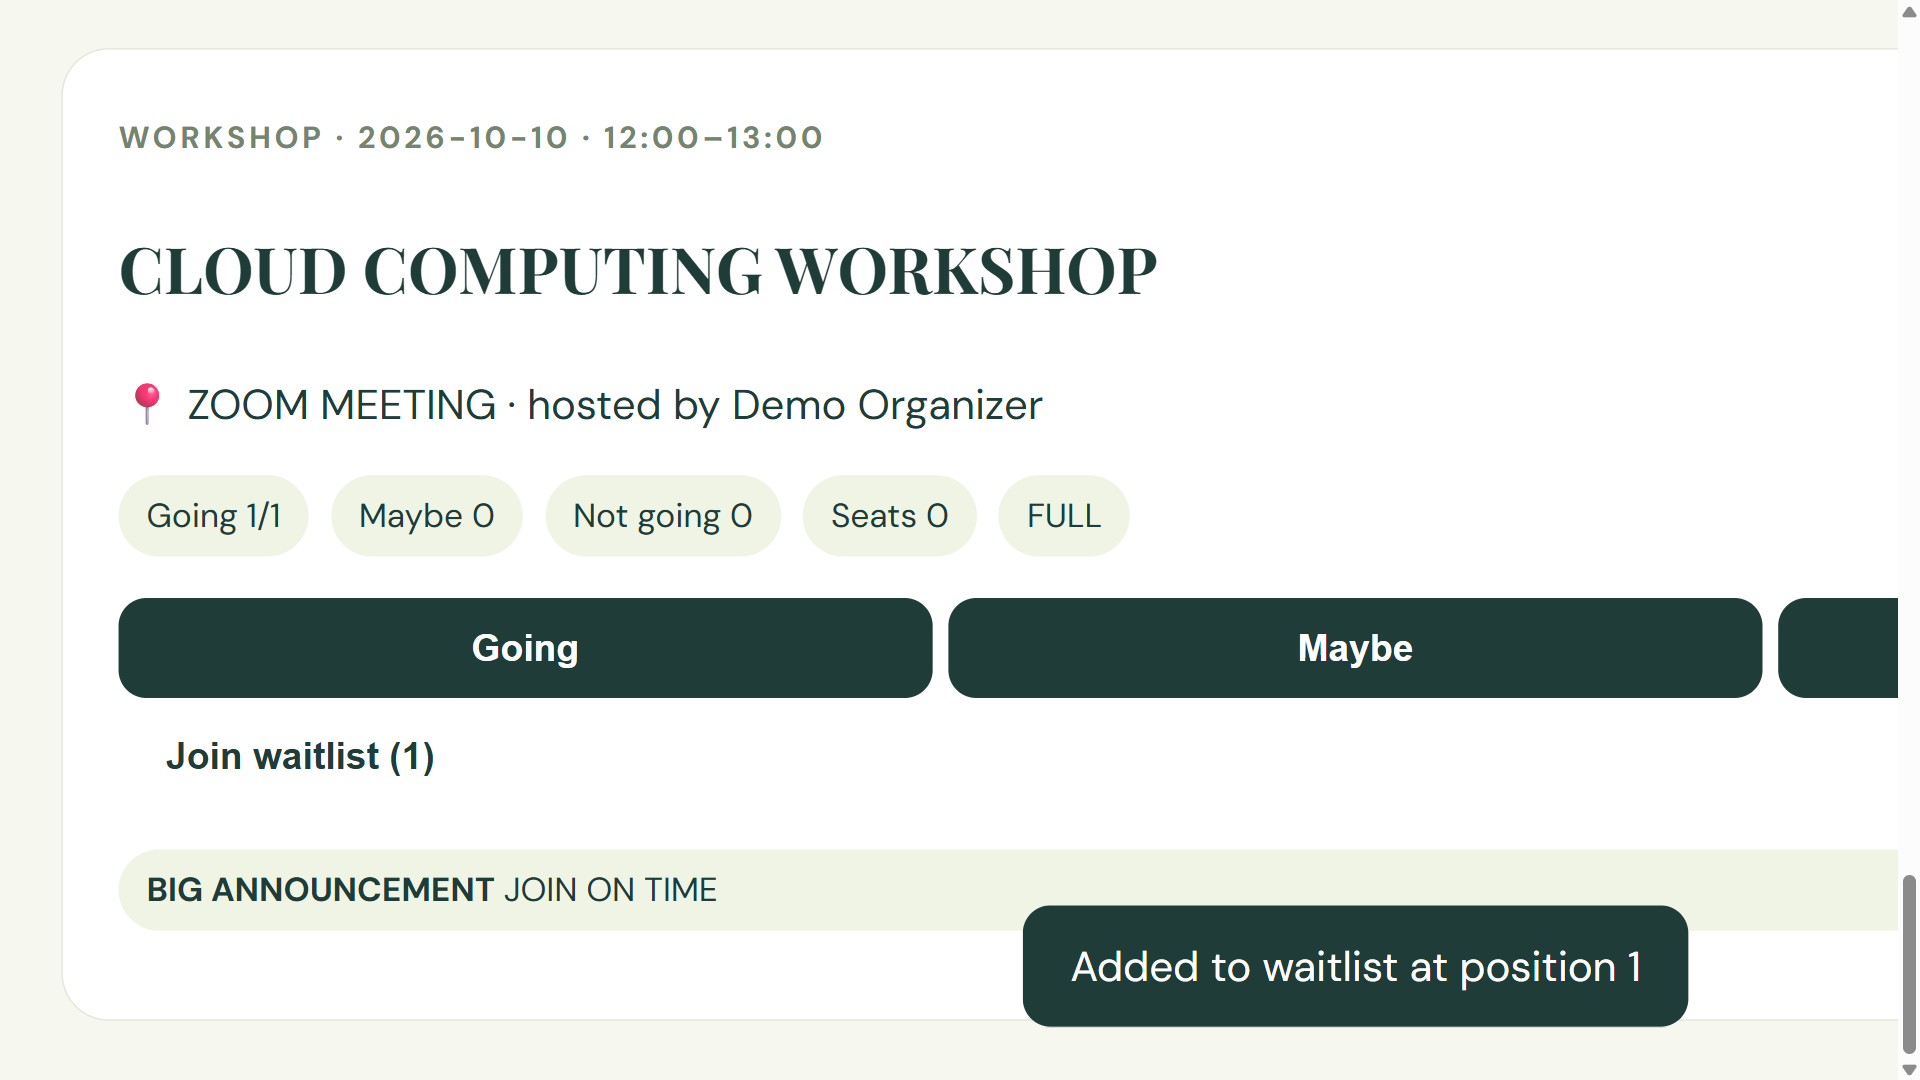 WORKSHOP · 2026-10-10 · 12:00–13:00
CLOUD COMPUTING WORKSHOP
ZOOM MEETING · hosted by Demo Organizer
Going 1/1 Maybe 0 Not going 0 Seats 0 FULL
Going Maybe
Join waitlist (1)
BIG ANNOUNCEMENT JOIN ON TIME
Added to waitlist at position 1